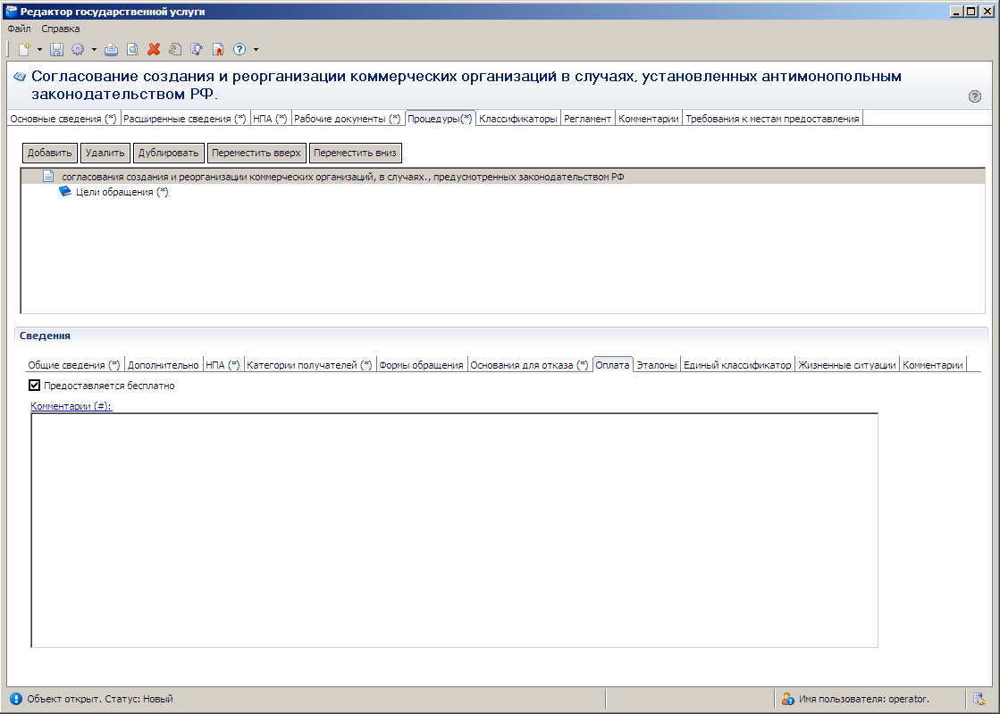 Редактор государственной услуги
Файл Справка
Согласование создания и реорганизации коммерческих организаций в случаях, установленных антимонопольным
законодательством РФ.
Основные сведения (*) Расширенные сведения (*) НПА (*) Рабочие документы (*) Процедуры(*) Классификаторы Регламент Комментарии Требования к местам предоставления
Добавить Удалить Дублировать Переместить вверх Переместить вниз
согласования создания и реорганизации коммерческих организаций, в случаях., предусмотренных законодательством РФ
Цели обращения (*)
Сведения
Общие сведения (*) Дополнительно НПА (*) Категории получателей (*) Формы обращения Основания для отказа (*) Оплата Эталоны Единый классификатор Жизненные ситуации Комментарии
Предоставляется бесплатно
Комментарии (#):
Объект открыт. Статус: Новый Имя пользователя: operator.